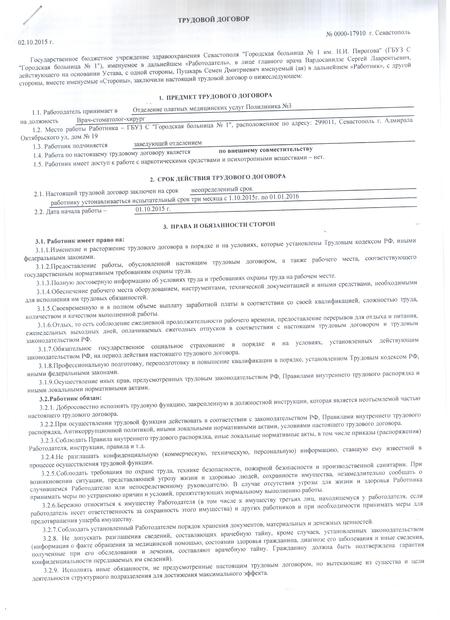 ТРУДОВОЙ ДОГОВОР
02.10.2015 г.
№ 0000-17910 г. Севастополь
Государственное бюджетное учреждение здравоохранения Севастополя "Городская больница № 1 им. Н.И. Пирогова" (ГБУЗ С
"Городская больница № 1"), именуемое в дальнейшем «Работодатель», в лице главного врача Вардосанидзе Сергей Лаврентьевич,
действующего на основании Устава, с одной стороны, Пушкарь Семен Дмитриевич именуемый (ая) в дальнейшем «Работник», с другой
стороны, вместе именуемые «Стороны», заключили настоящий трудовой договор о нижеследующем:
1. ПРЕДМЕТ ТРУДОВОГО ДОГОВОРА
1.1. Работодатель принимает в Отделение платных медицинских услуг Поликлиника №3
на должность Врач-стоматолог-хирург
1.2. Место работы Работника – ГБУЗ С "Городская больница № 1", расположенное по адресу: 299011, Севастополь г, Адмирала
Октябрьского ул, дом № 19
1.3. Работник подчиняется заведующий отделением
1.4. Работа по настоящему трудовому договору является по внешнему совместительству
1.5. Работник имеет доступ к работе с наркотическими средствами и психотропными веществами – нет.
2. СРОК ДЕЙСТВИЯ ТРУДОВОГО ДОГОВОРА
2.1. Настоящий трудовой договор заключен на срок неопределенный срок
работнику устанавливается испытательный срок три месяца с 1.10.2015г. по 01.01.2016
2.2. Дата начала работы – 01.10.2015 г.
3. ПРАВА И ОБЯЗАННОСТИ СТОРОН
3.1. Работник имеет право на:
3.1.1.Изменение и расторжение трудового договора в порядке и на условиях, которые установлены Трудовым кодексом РФ, иными
федеральными законами.
3.1.2.Предоставление работы, обусловленной настоящим трудовым договором, а также рабочего места, соответствующего
государственным нормативным требованиям охраны труда.
3.1.3.Полную достоверную информацию об условиях труда и требованиях охраны труда на рабочем месте.
3.1.4.Обеспечение рабочего места оборудованием, инструментами, технической документацией и иными средствами, необходимыми
для исполнения им трудовых обязанностей.
3.1.5.Своевременную и в полном объеме выплату заработной платы в соответствии со своей квалификацией, сложностью труда,
количеством и качеством выполненной работы.
3.1.6.Отдых, то есть соблюдение ежедневной продолжительности рабочего времени, предоставление перерывов для отдыха и питания,
еженедельных выходных дней, оплачиваемых ежегодных отпусков в соответствии с настоящим трудовым договором и трудовым
законодательством РФ.
3.1.7.Обязательное государственное социальное страхование в порядке и на условиях, установленных действующим
законодательством РФ, на период действия настоящего трудового договора.
3.1.8.Профессиональную подготовку, переподготовку и повышение квалификации в порядке, установленном Трудовым кодексом РФ,
иными федеральными законами.
3.1.9.Осуществление иных прав, предусмотренных трудовым законодательством РФ, Правилами внутреннего трудового распорядка и
иными локальными нормативными актами.
3.2.Работник обязан:
3.2.1. Добросовестно исполнять трудовую функцию, закрепленную в должностной инструкции, которая является неотъемлемой частью
настоящего трудового договора.
3.2.2.При осуществлении трудовой функции действовать в соответствии с законодательством РФ, Правилами внутреннего трудового
распорядка, Антикоррупционной политикой, иными локальными нормативными актами, условиями настоящего трудового договора.
3.2.3.Соблюдать Правила внутреннего трудового распорядка, иные локальные нормативные акты, в том числе приказы (распоряжения)
Работодателя, инструкции, правила и т.д.
3.2.4.Не разглашать конфиденциальную (коммерческую, техническую, персональную) информацию, ставшую ему известной в
процессе осуществления трудовой функции.
3.2.5.Соблюдать требования по охране труда, технике безопасности, пожарной безопасности и производственной санитарии. При
возникновении ситуации, представляющей угрозу жизни и здоровью людей, сохранности имущества, незамедлительно сообщить о
случившемся Работодателю или непосредственному руководителю. В случае отсутствия угрозы для жизни и здоровья Работника
принимать меры по устранению причин и условий, препятствующих нормальному выполнению работы.
3.2.6.Бережно относиться к имуществу Работодателя (в том числе к имуществу третьих лиц, находящемуся у работодателя, если
работодатель несет ответственность за сохранность этого имущества) и других работников и при необходимости принимать меры для
предотвращения ущерба имуществу.
3.2.7.Соблюдать установленный Работодателем порядок хранения документов, материальных и денежных ценностей.
3.2.8. Не допускать разглашения сведений, составляющих врачебную тайну, кроме случаев, установленных законодательством
(информация о факте обращения за медицинской помощью, состоянии здоровья гражданина, диагнозе его заболевания и иные сведения,
полученные при его обследовании и лечении, составляют врачебную тайну. Гражданину должна быть подтверждена гарантия
конфиденциальности передаваемых им сведений).
3.2.9. Исполнять иные обязанности, не предусмотренные настоящим трудовым договором, но вытекающие из существа и цели
деятельности структурного подразделения для достижения максимального эффекта.